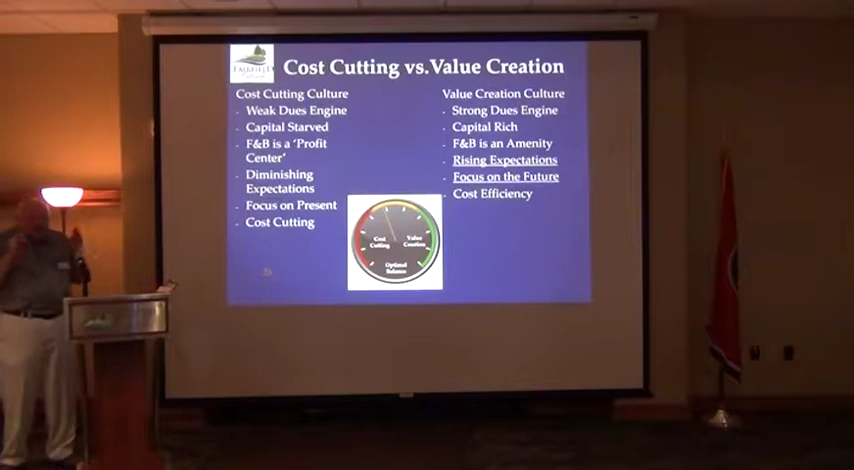 FAIRFIELD
Cost Cutting vs. Value Creation
Cost Cutting Culture
- Weak Dues Engine
- Capital Starved
- F&B is a ‘Profit
Center’
- Diminishing
Expectations
- Focus on Present
- Cost Cutting
Value Creation Culture
- Strong Dues Engine
- Capital Rich
- F&B is an Amenity
- Rising Expectations
- Focus on the Future
- Cost Efficiency
Cost
Cutting
Value
Creation
Optimal
Balance